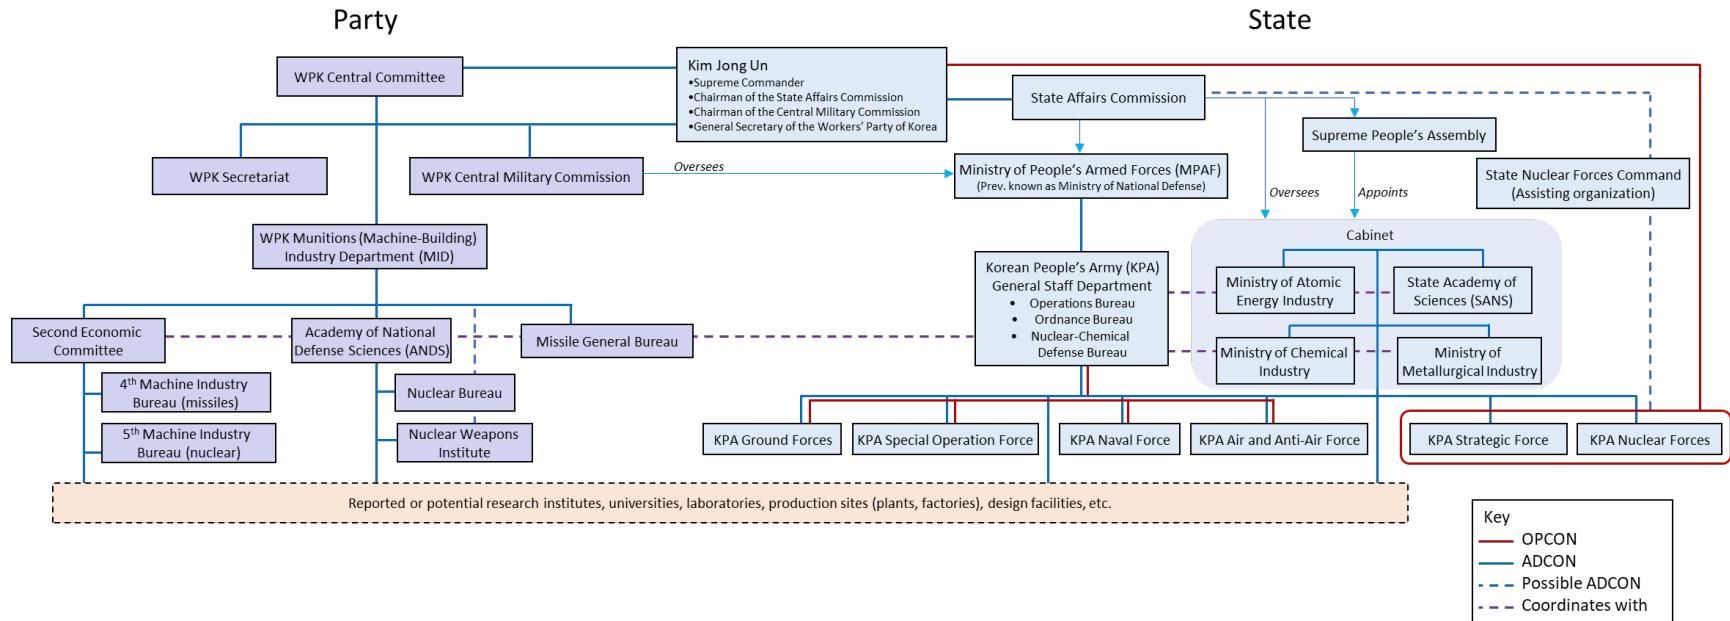 Party
State
WPK Central Committee
Kim Jong Un
•Supreme Commander
•Chairman of the State Affairs Commission
•Chairman of the Central Military Commission
•General Secretary of the Workers' Party of Korea
State Affairs Commission
Supreme People's Assembly
WPK Secretariat
WPK Central Military Commission
Oversees
Ministry of People's Armed Forces (MPAF)
(Prev. known as Ministry of National Defense)
Oversees
Appoints
State Nuclear Forces Command
(Assisting organization)
WPK Munitions (Machine-Building)
Industry Department (MID)
Cabinet
Korean People's Army (KPA)
General Staff Department
• Operations Bureau
• Ordnance Bureau
• Nuclear-Chemical
Defense Bureau
Ministry of Atomic
Energy Industry
State Academy of
Sciences (SANS)
Second Economic
Committee
Academy of National
Defense Sciences (ANDS)
Missile General Bureau
Ministry of Chemical
Industry
Ministry of
Metallurgical Industry
4th Machine Industry
Bureau (missiles)
Nuclear Bureau
5th Machine Industry
Bureau (nuclear)
Nuclear Weapons
Institute
KPA Ground Forces
KPA Special Operation Force
KPA Naval Force
KPA Air and Anti-Air Force
KPA Strategic Force
KPA Nuclear Forces
Reported or potential research institutes, universities, laboratories, production sites (plants, factories), design facilities, etc.
Key
OPCON
ADCON
Possible ADCON
Coordinates with